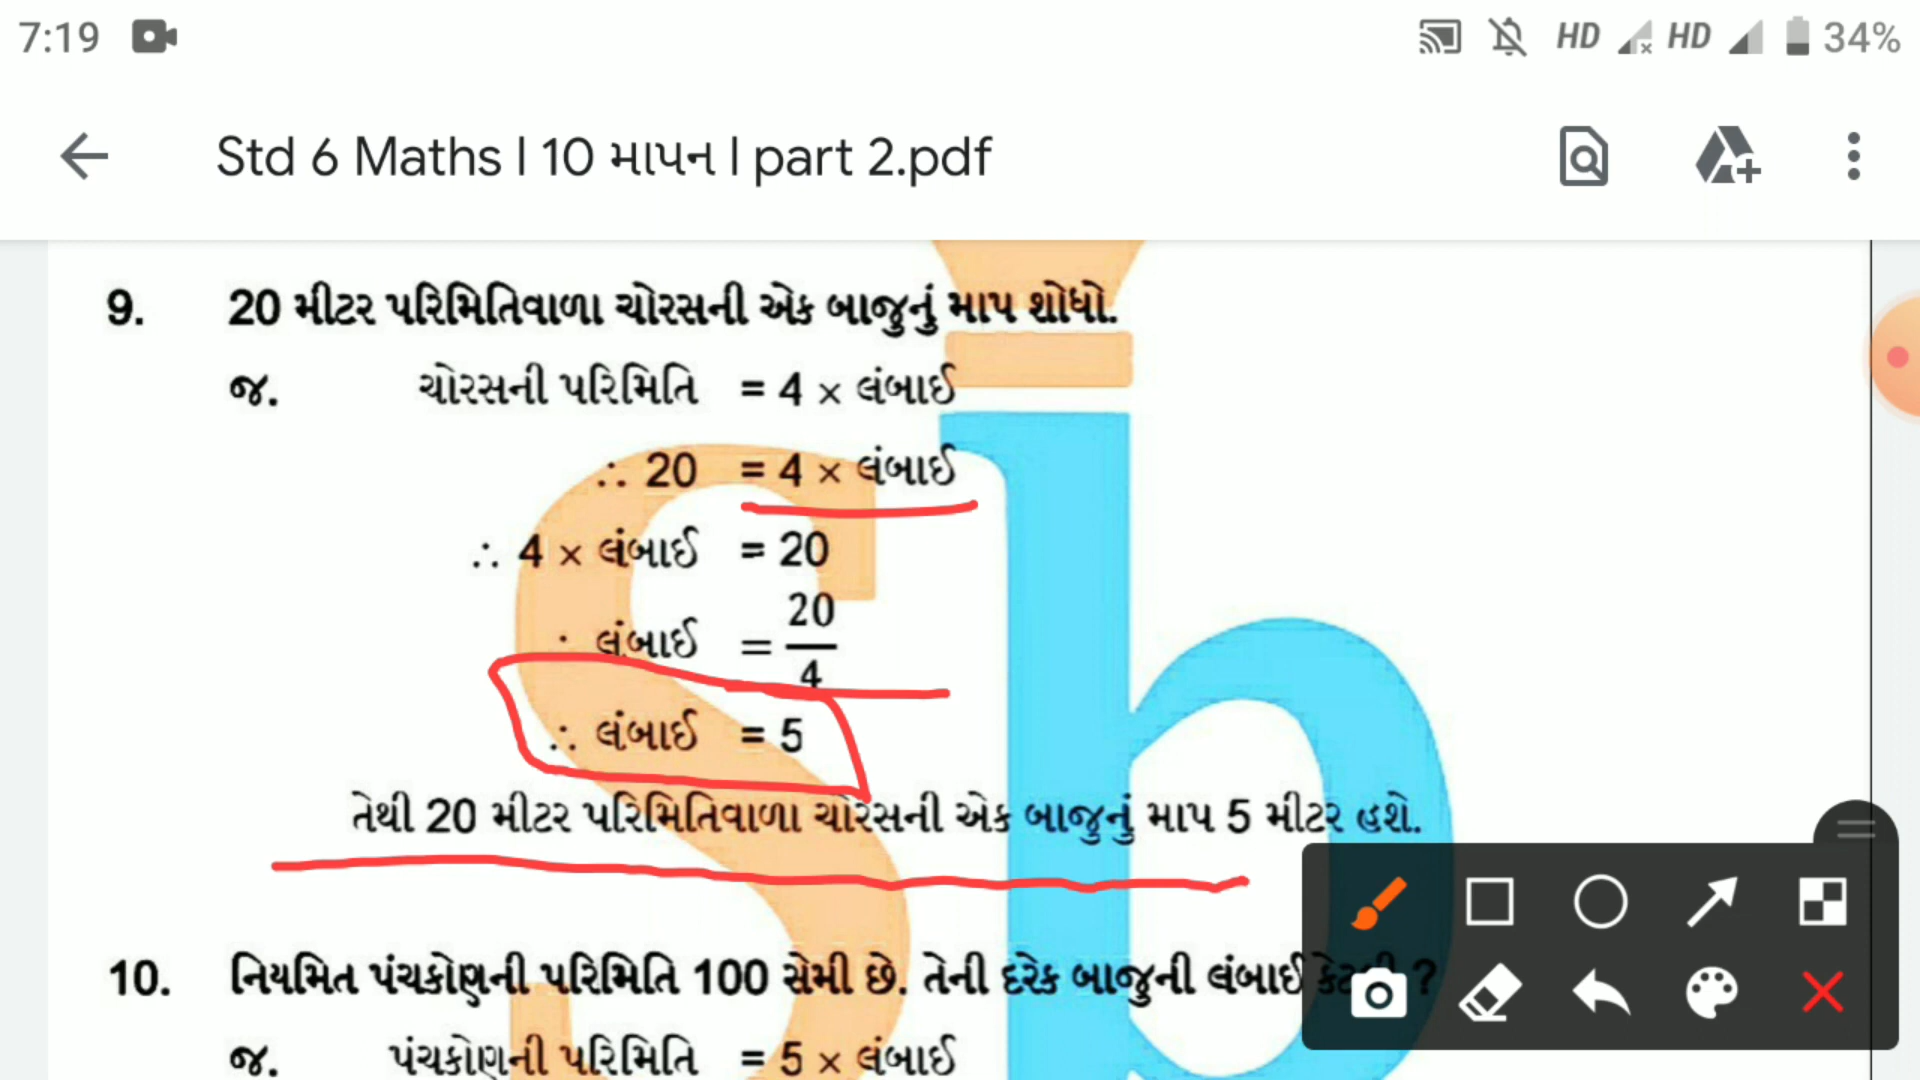 7:19 HD HD 34%
Std 6 Maths l 10 માપન l part 2.pdf
9. 20 મીટર પરિમિતિવાળા ચોરસની એક બાજુનું માપ શોધો.
જ. ચોરસની પરિમિતિ = 4 × લંબાઈ
∴ 20 = 4 × લંબાઈ
∴ 4 × લંબાઈ = 20
∴ લંબાઈ = 20/4
∴ લંબાઈ = 5
તેથી 20 મીટર પરિમિતિવાળા ચોરસની એક બાજુનું માપ 5 મીટર હશે.
10. નિયમિત પંચકોણની પરિમિતિ 100 સેમી છે. તેની દરેક બાજુની લંબાઈ કેટલી ?
જ. પંચકોણની પરિમિતિ = 5 × લંબાઈ